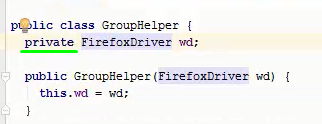 public class GroupHelper {
private FirefoxDriver wd;
public GroupHelper(FirefoxDriver wd) {
this.wd = wd;
}